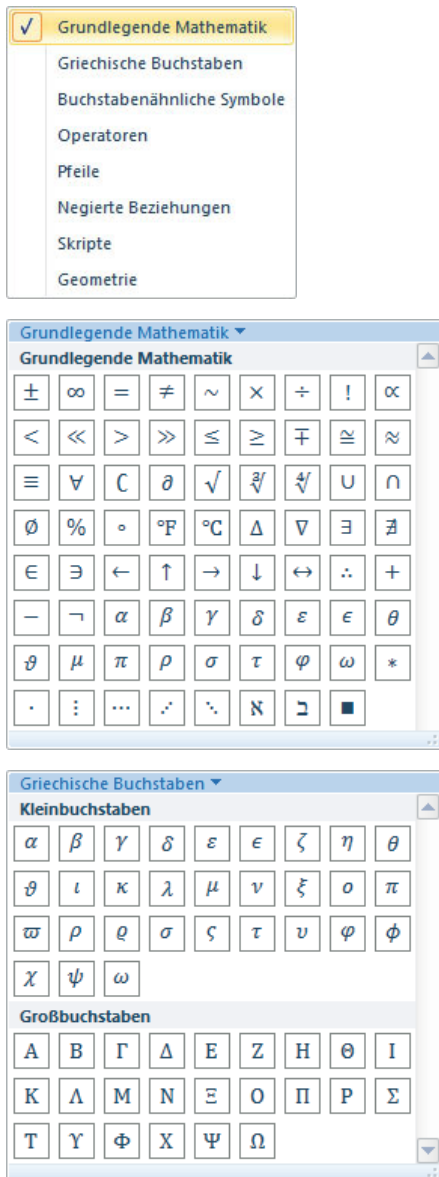 ✓ Grundlegende Mathematik
Griechische Buchstaben
Buchstabenähnliche Symbole
Operatoren
Pfeile
Negierte Beziehungen
Skripte
Geometrie
Grundlegende Mathematik ▼
Grundlegende Mathematik
± ∞ = ≠ ~ × ÷ ! ∝
< ≪ > ≫ ≤ ≥ ∓ ≅ ≈
≡ ∀ ∁ ∂ √ ∛ ∜ ∪ ∩
∅ % ° °F °C ∆ ∇ ∃ ∄
∈ ∋ ← ↑ → ↓ ↔ ∴ +
− ¬ α β γ δ ε ϵ θ
ϑ μ π ρ σ τ φ ω *
∙ ⋮ ⋯ ⋰ ⋱ ℵ ℶ ∎
Griechische Buchstaben ▼
Kleinbuchstaben
α β γ δ ε ϵ ζ η θ
ϑ ι κ λ μ ν ξ ο π
ϖ ρ ϱ σ ς τ υ φ ϕ
χ ψ ω
Großbuchstaben
Α Β Γ Δ Ε Ζ Η Θ Ι
Κ Λ Μ Ν Ξ Ο Π Ρ Σ
Τ Υ Φ Χ Ψ Ω